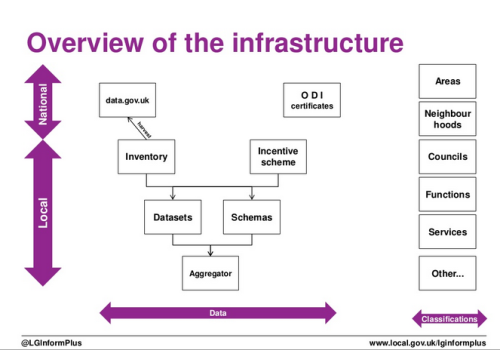 Overview of the infrastructure
National
Local
data.gov.uk
harvest
O D I
certificates
Inventory
Incentive
scheme
Datasets
Schemas
Aggregator
Data
Areas
Neighbour
hoods
Councils
Functions
Services
Other...
Classifications
@LGInformPlus
www.local.gov.uk/lginformplus